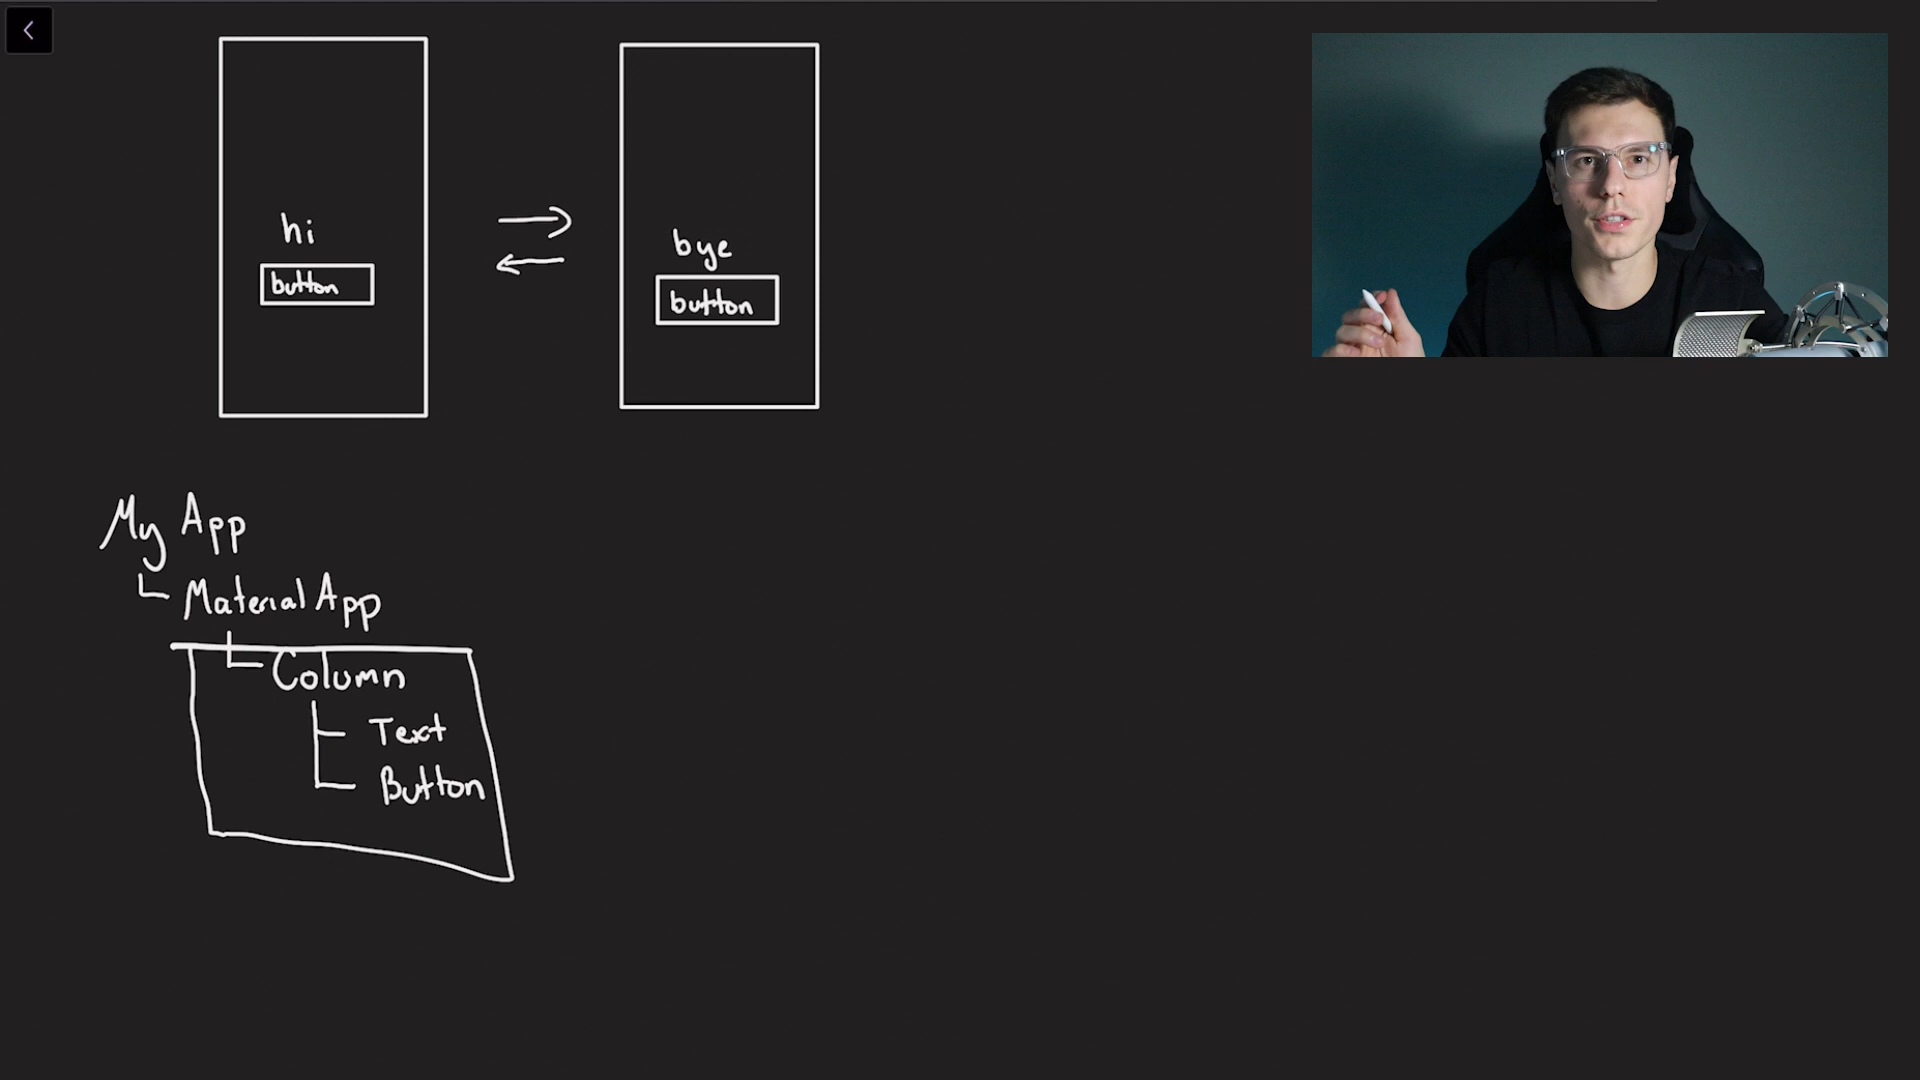 hi
button
bye
button
My App
Material App
Column
Text
Button